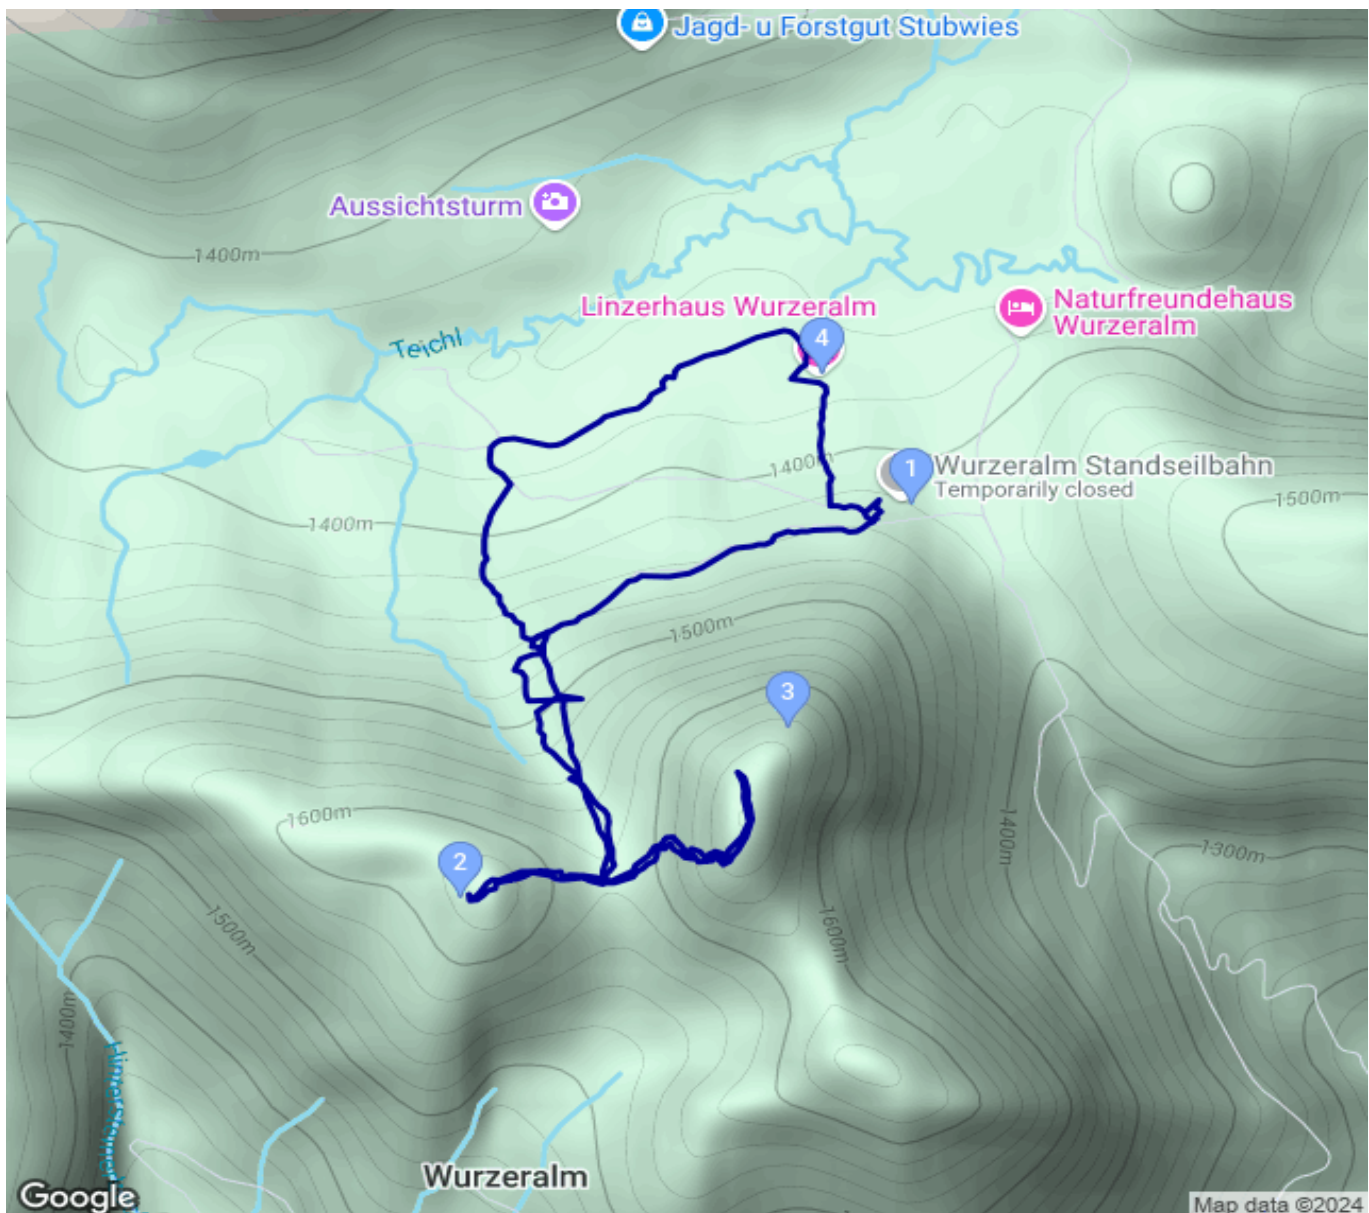 Jagd- u Forstgut Stubwies
Aussichtsturm
1400m
Linzerhaus Wurzeralm
Naturfreundehaus
Wurzeralm
Teichl
4
1400m
1
Wurzeralm Standseilbahn
Temporarily closed
1500m
1400m
1500m
3
1600m
1400m
1300m
2
1500m
1600m
1400m
Wurzeralm
Google
Map data ©2024